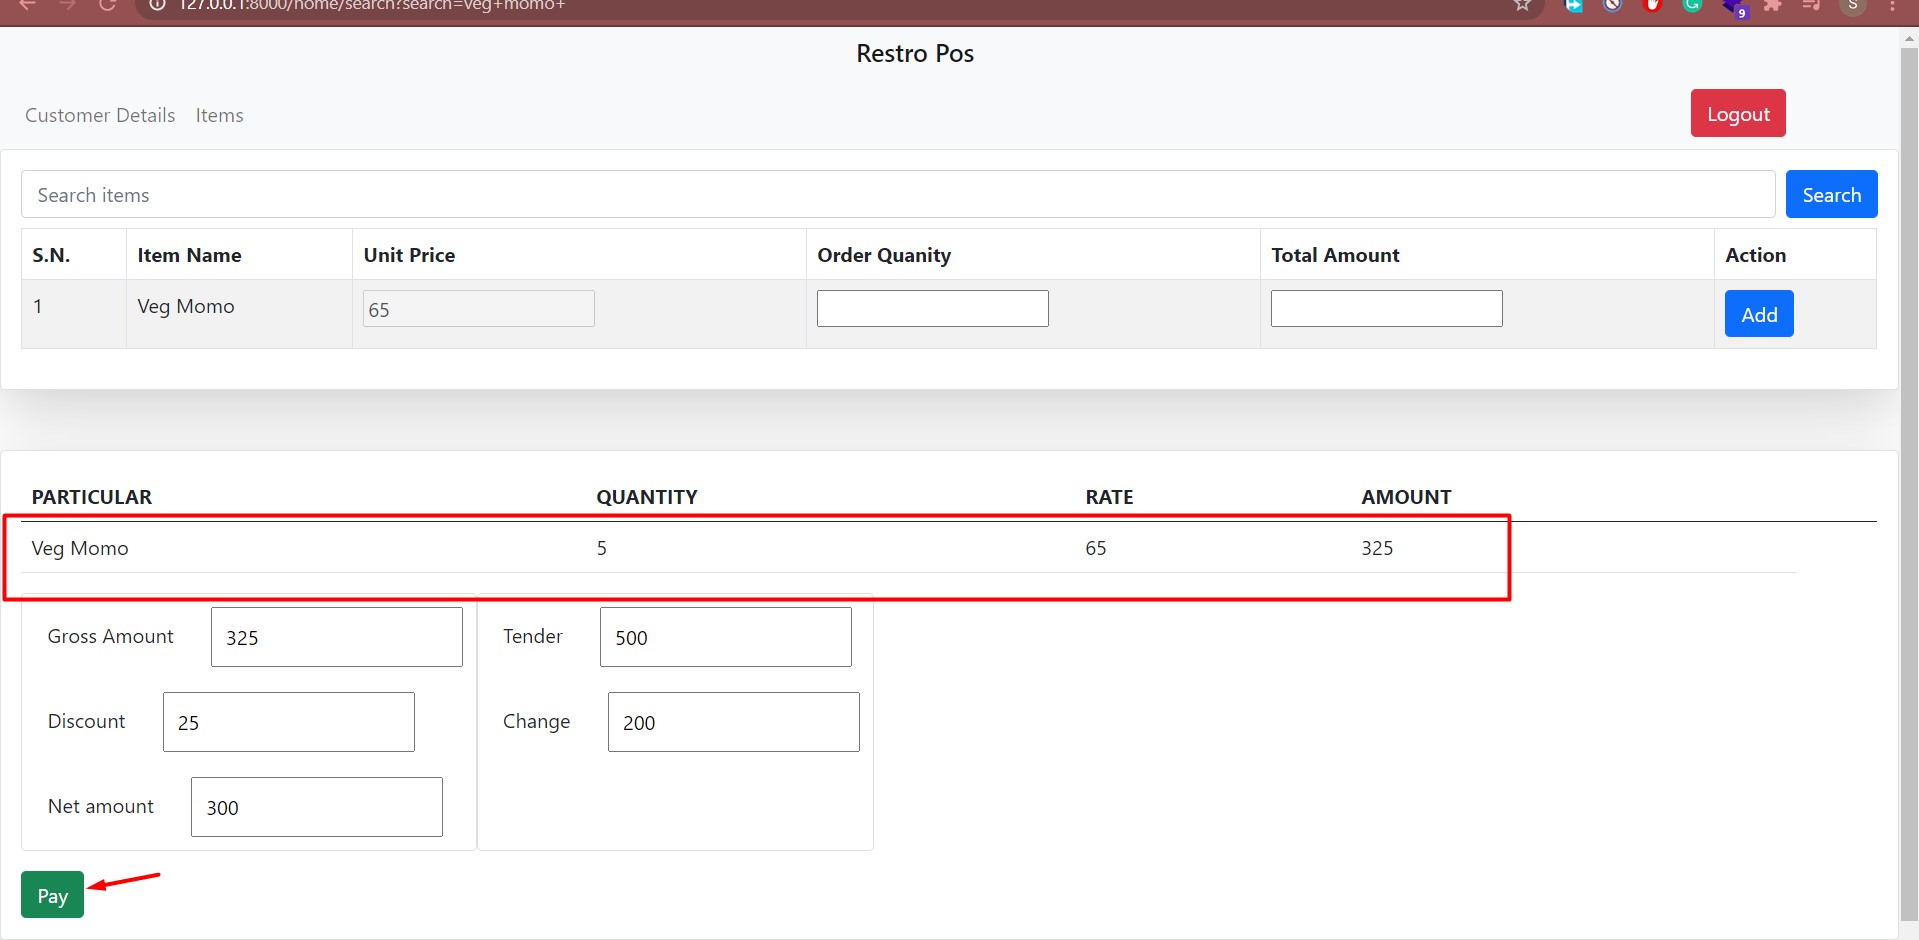 127.0.0.1:8000/home/search?search=veg+momo+
9
S
Restro Pos
Customer Details Items Logout
Search items Search
S.N. Item Name Unit Price Order Quanity Total Amount Action
1 Veg Momo 65 Add
PARTICULAR QUANTITY RATE AMOUNT
Veg Momo 5 65 325
Gross Amount 325 Tender 500
Discount 25 Change 200
Net amount 300
Pay